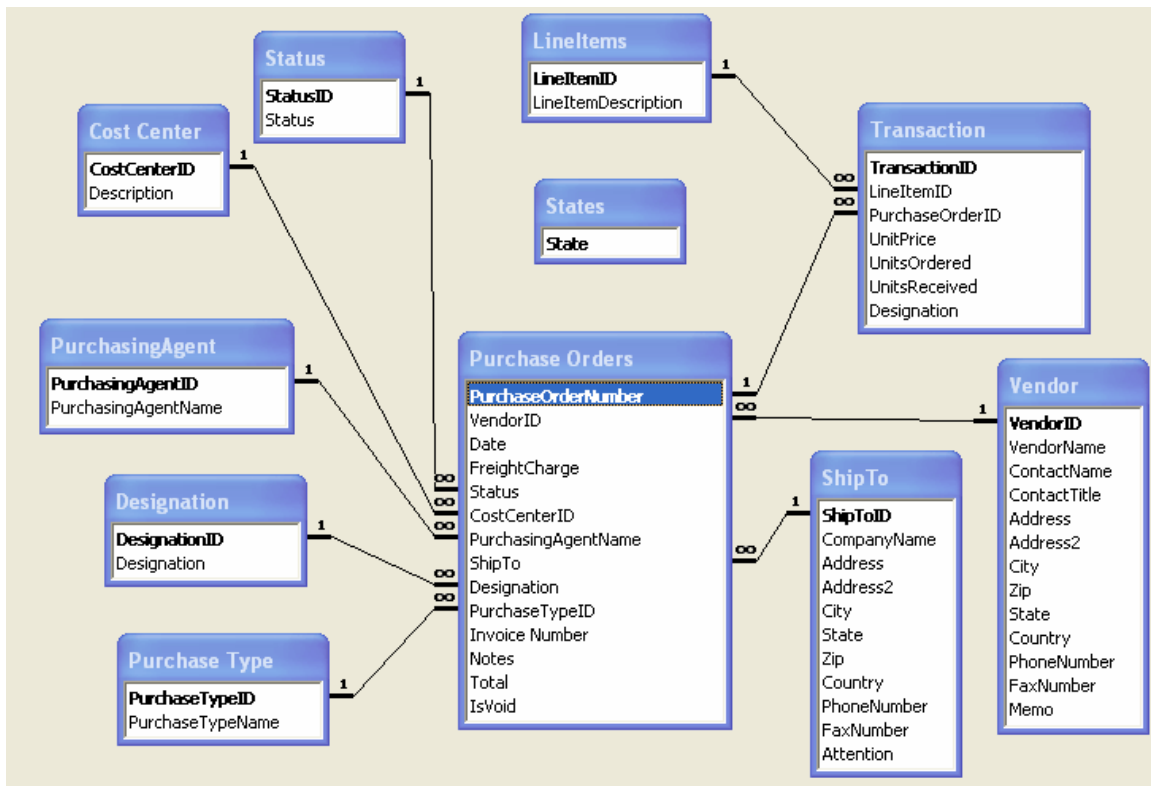 Status
StatusID
Status
1
Cost Center
CostCenterID
Description
1
PurchasingAgent
PurchasingAgentID
PurchasingAgentName
1
Designation
DesignationID
Designation
1
Purchase Type
PurchaseTypeID
PurchaseTypeName
1
LineItems
LineItemID
LineItemDescription
1
States
State
Transaction
TransactionID
LineItemID
PurchaseOrderID
UnitPrice
UnitsOrdered
UnitsReceived
Designation
∞
∞
Purchase Orders
PurchaseOrderNumber
VendorID
Date
FreightCharge
Status
CostCenterID
PurchasingAgentName
ShipTo
Designation
PurchaseTypeID
Invoice Number
Notes
Total
IsVoid
∞
∞
∞
∞
∞
1
∞
∞
ShipTo
ShipToID
CompanyName
Address
Address2
City
State
Zip
Country
PhoneNumber
FaxNumber
Attention
1
Vendor
VendorID
VendorName
ContactName
ContactTitle
Address
Address2
City
Zip
State
Country
PhoneNumber
FaxNumber
Memo
1